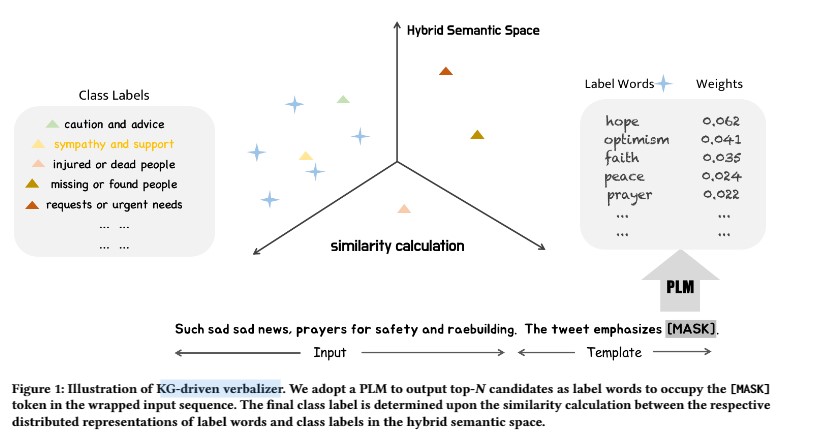 Hybrid Semantic Space
Class Labels
caution and advice
sympathy and support
injured or dead people
missing or found people
requests or urgent needs
... ...
... ...
similarity calculation
Label Words Weights
hope 0.062
optimism 0.041
faith 0.035
peace 0.024
prayer 0.022
... ...
... ...
PLM
Such sad sad news, prayers for safety and raebuilding. The tweet emphasizes [MASK].
Input Template
Figure 1: Illustration of KG-driven verbalizer. We adopt a PLM to output top-N candidates as label words to occupy the [MASK]
token in the wrapped input sequence. The final class label is determined upon the similarity calculation between the respective
distributed representations of label words and class labels in the hybrid semantic space.